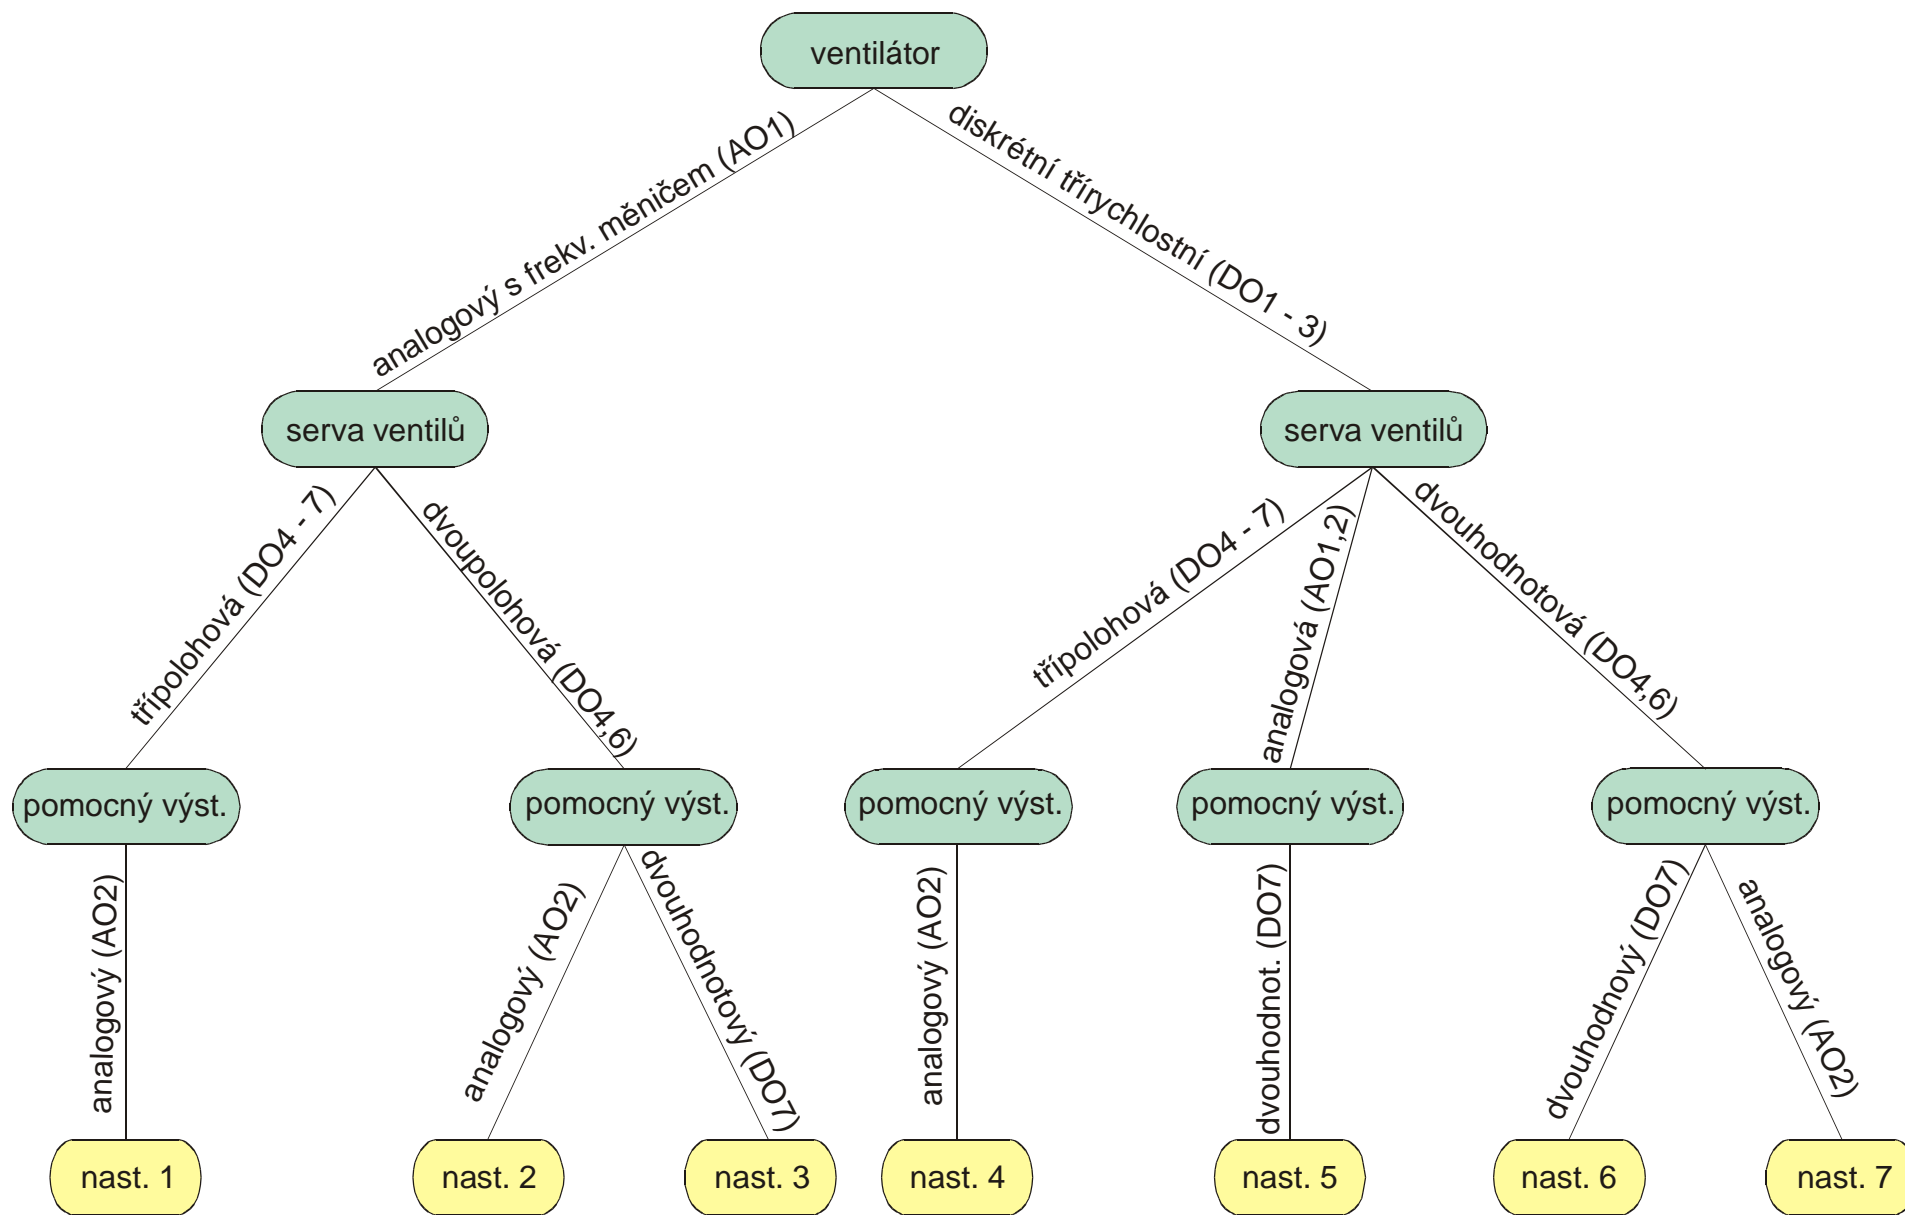 ventilátor
analogový s frekv. měničem (AO1)
diskrétní třírychlostní (DO1 - 3)
serva ventilů
serva ventilů
třípolohová (DO4 - 7)
dvoupolohová (DO4,6)
třípolohová (DO4 - 7)
analogová (AO1,2)
dvouhodnotová (DO4,6)
pomocný výst.
pomocný výst.
pomocný výst.
pomocný výst.
pomocný výst.
analogový (AO2)
analogový (AO2)
dvouhodnotový (DO7)
analogový (AO2)
dvouhodnot. (DO7)
dvouhodnový (DO7)
analogový (AO2)
nast. 1
nast. 2
nast. 3
nast. 4
nast. 5
nast. 6
nast. 7